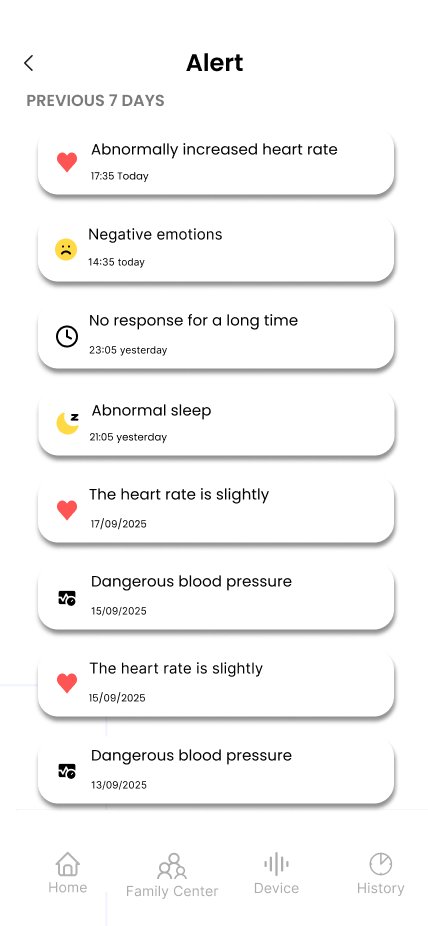 Alert
PREVIOUS 7 DAYS
Abnormally increased heart rate
17:35 Today
Negative emotions
14:35 today
No response for a long time
23:05 yesterday
Abnormal sleep
21:05 yesterday
The heart rate is slightly
17/09/2025
Dangerous blood pressure
15/09/2025
The heart rate is slightly
15/09/2025
Dangerous blood pressure
13/09/2025
Home
Family Center
Device
History